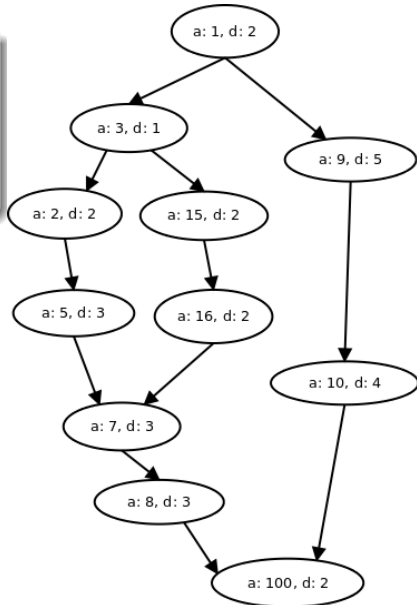 a: 1, d: 2
a: 3, d: 1
a: 9, d: 5
a: 2, d: 2
a: 15, d: 2
a: 5, d: 3
a: 16, d: 2
a: 10, d: 4
a: 7, d: 3
a: 8, d: 3
a: 100, d: 2